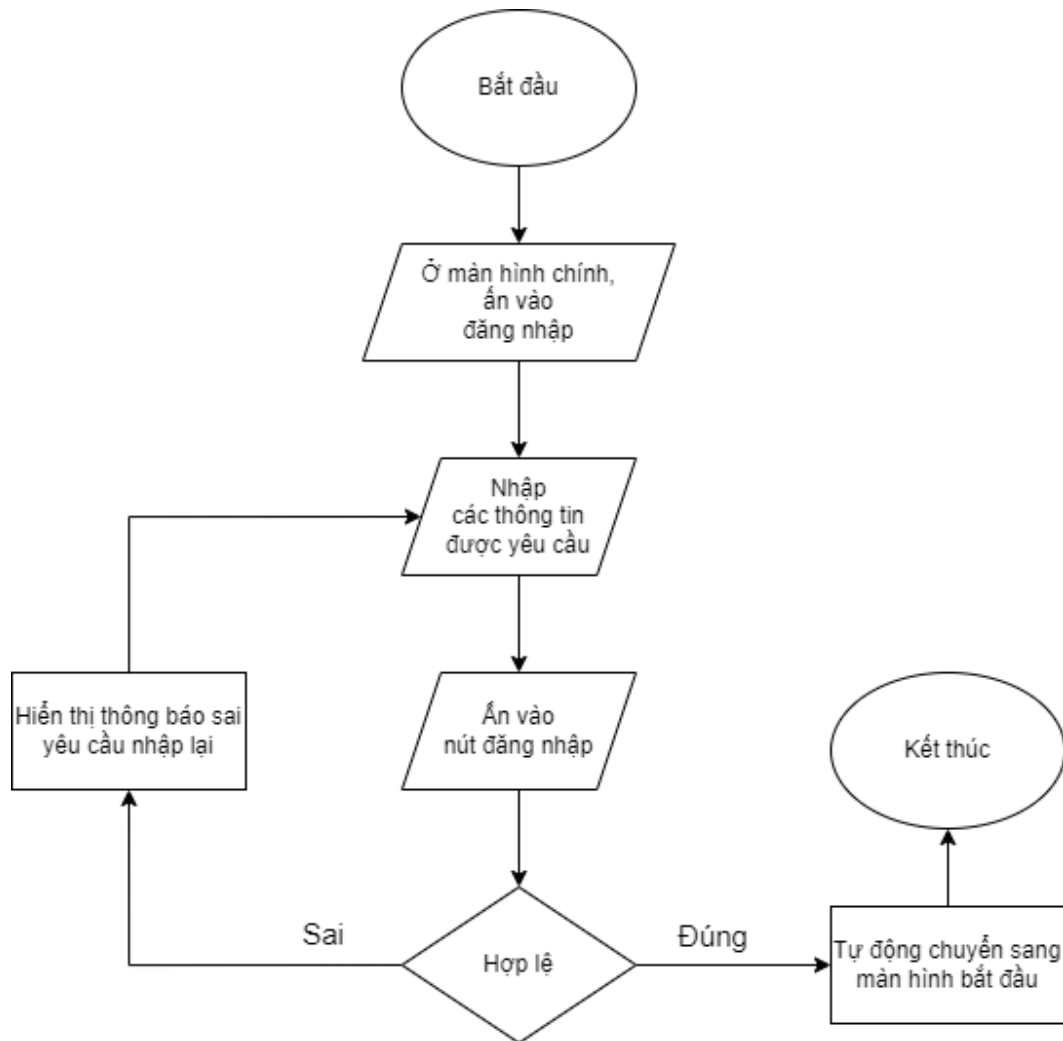 Bắt đầu
Ở màn hình chính,
ấn vào
đăng nhập
Nhập
các thông tin
được yêu cầu
Hiển thị thông báo sai
yêu cầu nhập lại
Ấn vào
nút đăng nhập
Kết thúc
Sai
Hợp lệ
Đúng
Tự động chuyển sang
màn hình bắt đầu